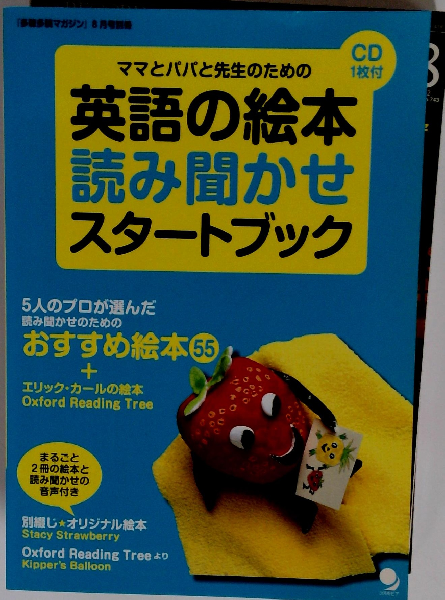 『多聴多読マガジン』8月号別冊
CD
1枚付
ママとパパと先生のための
英語の絵本
読み聞かせ
スタートブック
5人のプロが選んだ
読み聞かせのための
おすすめ絵本55
+
エリック・カールの絵本
Oxford Reading Tree
まるごと
2冊の絵本と
読み聞かせの
音声付き
別綴じ★オリジナル絵本
Stacy Strawberry
Oxford Reading Treeより
Kipper's Balloon